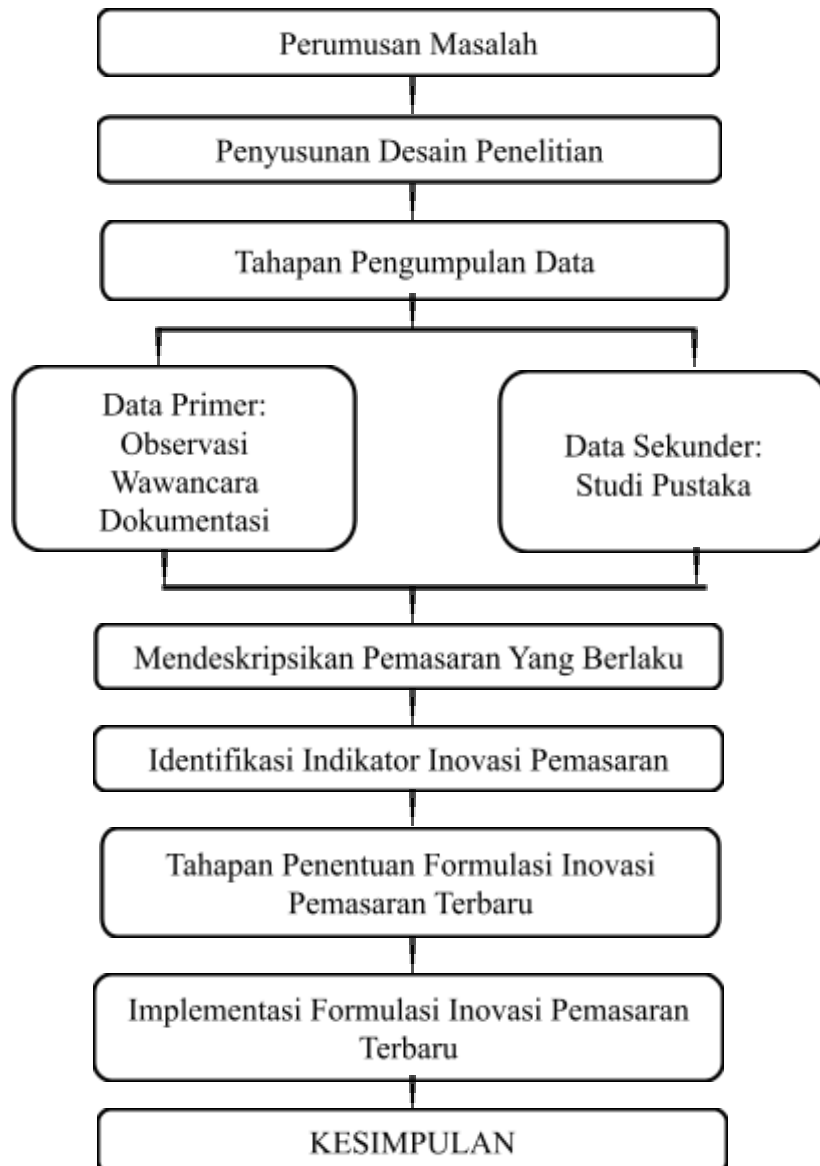 Perumusan Masalah
Penyusunan Desain Penelitian
Tahapan Pengumpulan Data
Data Primer:
Observasi
Wawancara
Dokumentasi
Data Sekunder:
Studi Pustaka
Mendeskripsikan Pemasaran Yang Berlaku
Identifikasi Indikator Inovasi Pemasaran
Tahapan Penentuan Formulasi Inovasi
Pemasaran Terbaru
Implementasi Formulasi Inovasi Pemasaran
Terbaru
KESIMPULAN